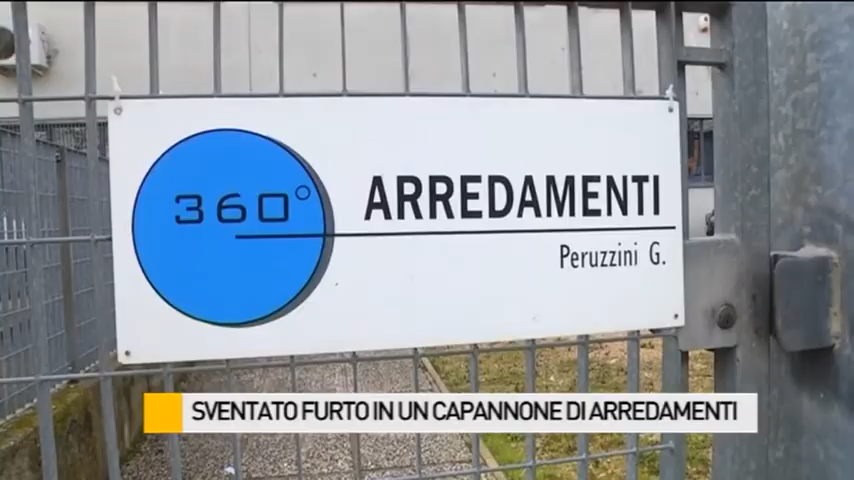 360°
ARREDAMENTI
Peruzzini G.
SVENTATO FURTO IN UN CAPANNONE DI ARREDAMENTI